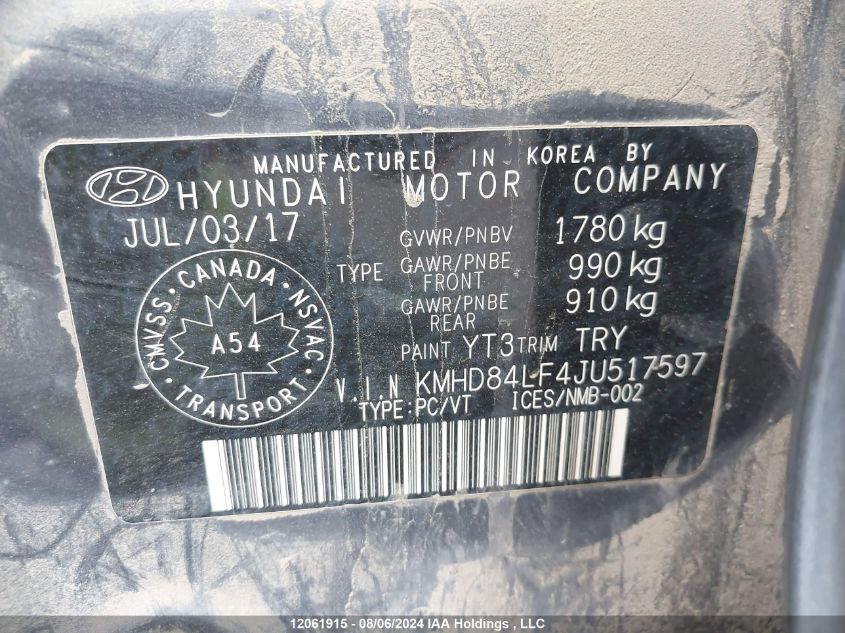 MANUFACTURED IN KOREA BY
HYUNDAI MOTOR COMPANY
JUL/03/17
GVWR/PNBV 1780 kg
TYPE GAWR/PNBE FRONT 990 kg
GAWR/PNBE REAR 910 kg
PAINT YT3 TRIM TRY
V.I.N KMHD84LF4JU517597
TYPE:PC/VT ICES/NMB-002
CMVSS · CANADA · NSVAC · TRANSPORT
A54
12061915 - 08/06/2024 IAA Holdings , LLC